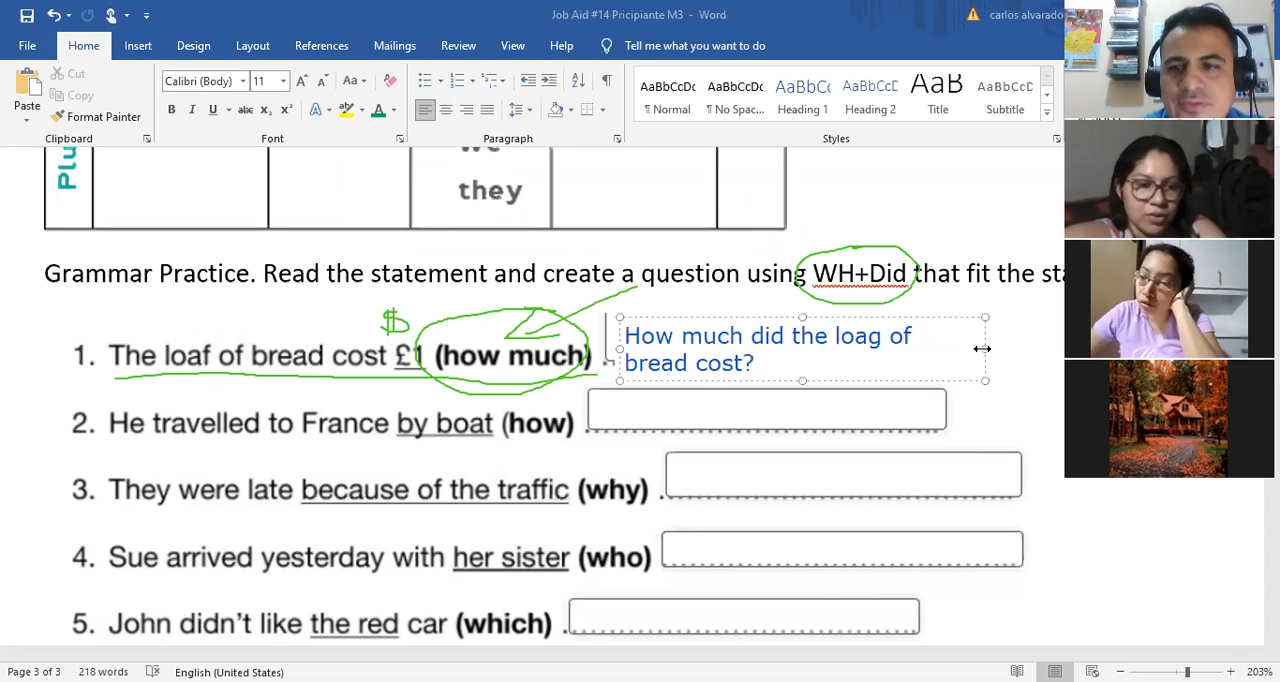 Job Aid #14 Pricipiante M3 - Word
carlos alvarado
File Home Insert Design Layout References Mailings Review View Help Tell me what you want to do
Paste
Cut
Copy
Format Painter
Calibri (Body) 11
AaBbCcDc AaBbCcDc AaBbCc AaBbCcD AaB AaBbCcD
¶ Normal ¶ No Spac... Heading 1 Heading 2 Title Subtitle
Clipboard Font Paragraph Styles
Plu
we
they
Grammar Practice. Read the statement and create a question using WH+Did that fit the sta
$
1. The loaf of bread cost £1 (how much)
How much did the loag of
bread cost?
2. He travelled to France by boat (how)
3. They were late because of the traffic (why)
4. Sue arrived yesterday with her sister (who)
5. John didn't like the red car (which)
Page 3 of 3 218 words English (United States) 203%